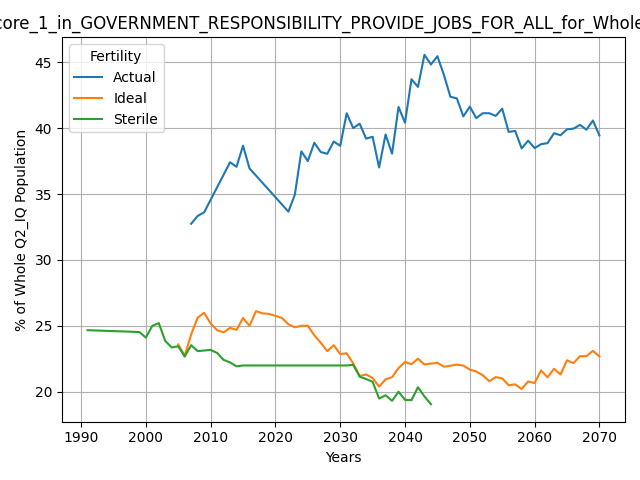 core_1_in_GOVERNMENT_RESPONSIBILITY_PROVIDE_JOBS_FOR_ALL_for_Whole
Fertility
Actual
Ideal
Sterile
45
40
35
30
25
20
% of Whole Q2_IQ Population
1990 2000 2010 2020 2030 2040 2050 2060 2070
Years